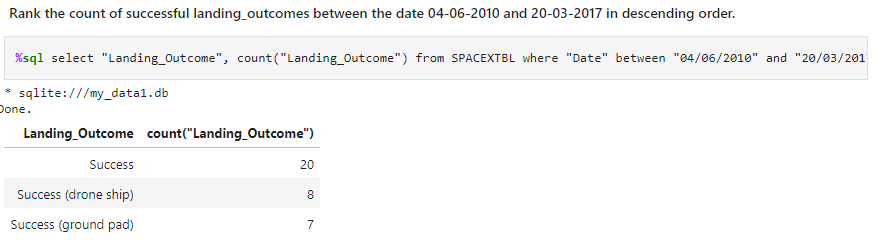 Rank the count of successful landing_outcomes between the date 04-06-2010 and 20-03-2017 in descending order.
%sql select "Landing_Outcome", count("Landing_Outcome") from SPACEXTBL where "Date" between "04/06/2010" and "20/03/201
* sqlite:///my_data1.db
Done.
Landing_Outcome count("Landing_Outcome")
Success 20
Success (drone ship) 8
Success (ground pad) 7